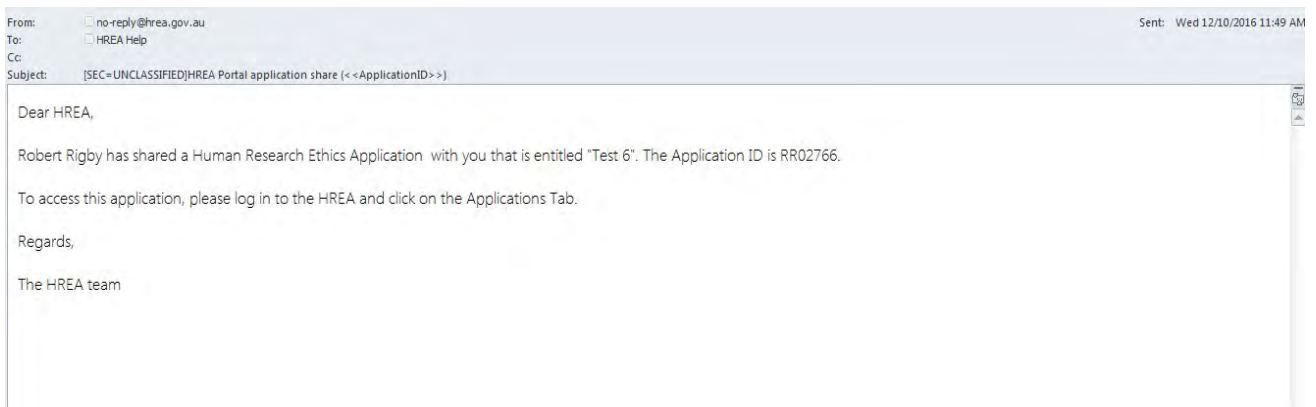 From: no-reply@hrea.gov.au Sent: Wed 12/10/2016 11:49 AM
To: HREA Help
Cc:
Subject: [SEC=UNCLASSIFIED]HREA Portal application share (<<ApplicationID>>)
Dear HREA,
Robert Rigby has shared a Human Research Ethics Application with you that is entitled "Test 6". The Application ID is RR02766.
To access this application, please log in to the HREA and click on the Applications Tab.
Regards,
The HREA team